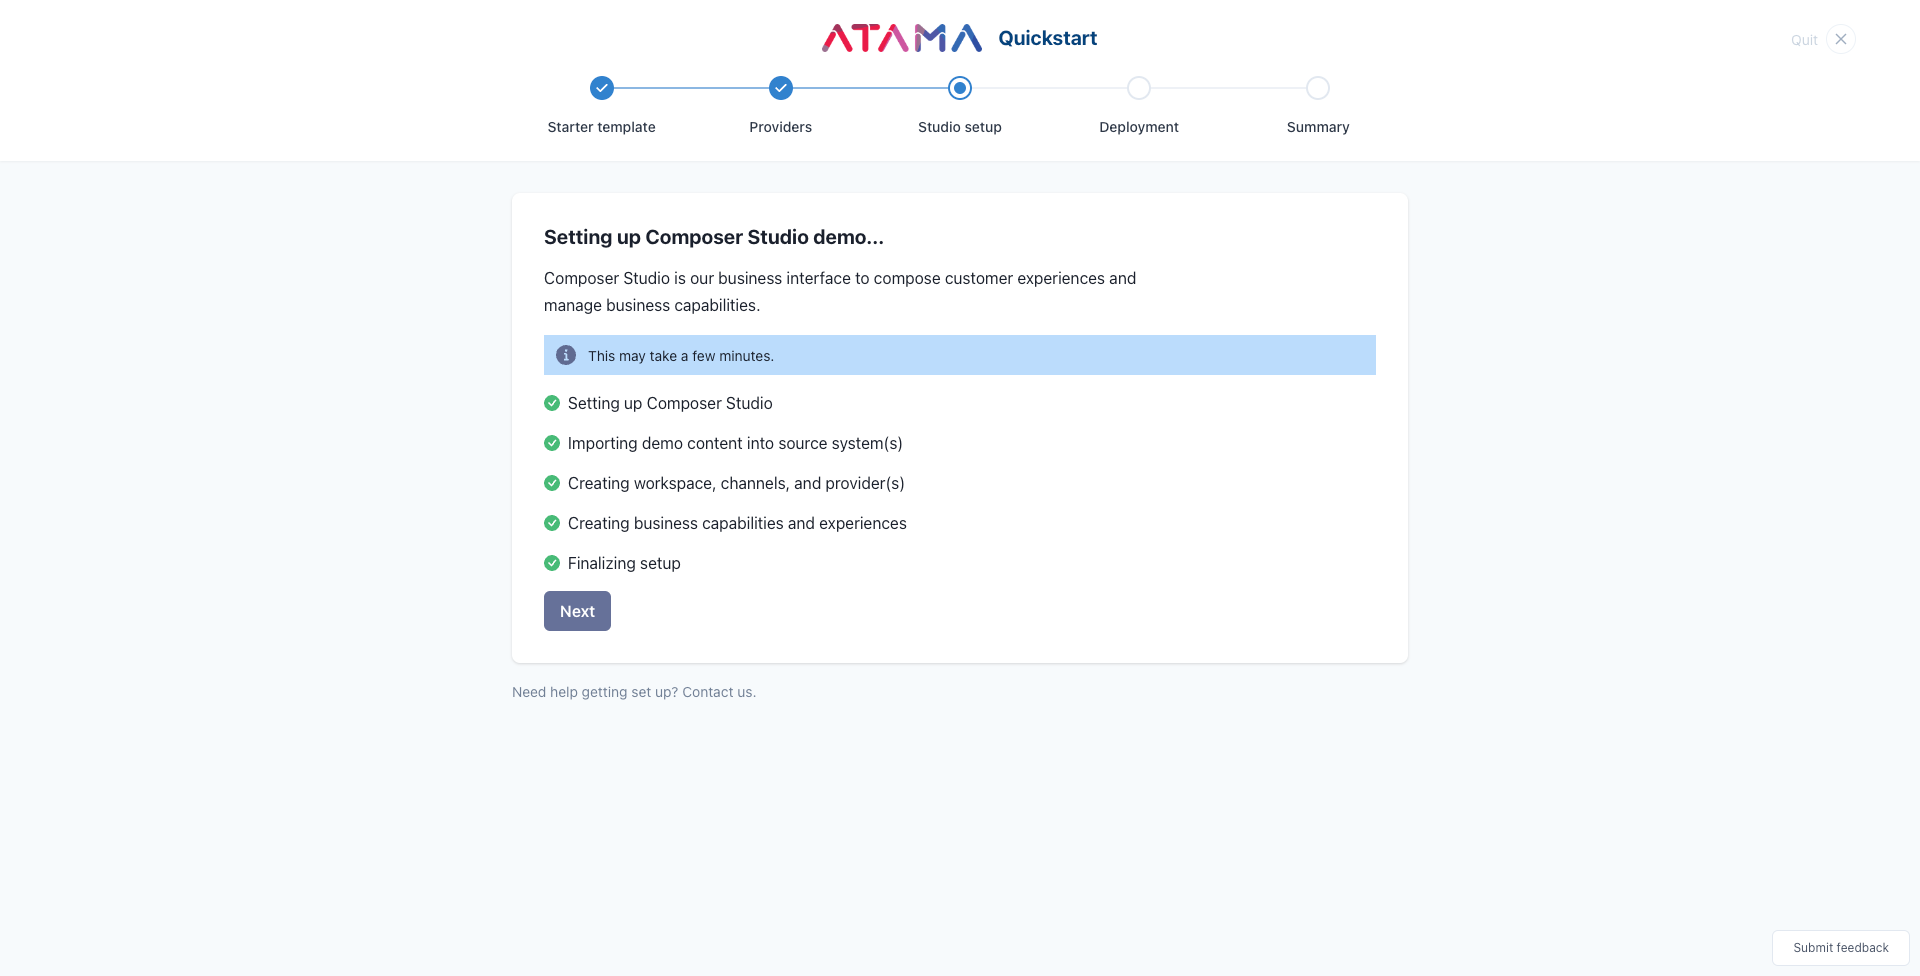 ATAMA Quickstart
Quit
Starter template
Providers
Studio setup
Deployment
Summary
Setting up Composer Studio demo...
Composer Studio is our business interface to compose customer experiences and
manage business capabilities.
This may take a few minutes.
Setting up Composer Studio
Importing demo content into source system(s)
Creating workspace, channels, and provider(s)
Creating business capabilities and experiences
Finalizing setup
Next
Need help getting set up? Contact us.
Submit feedback